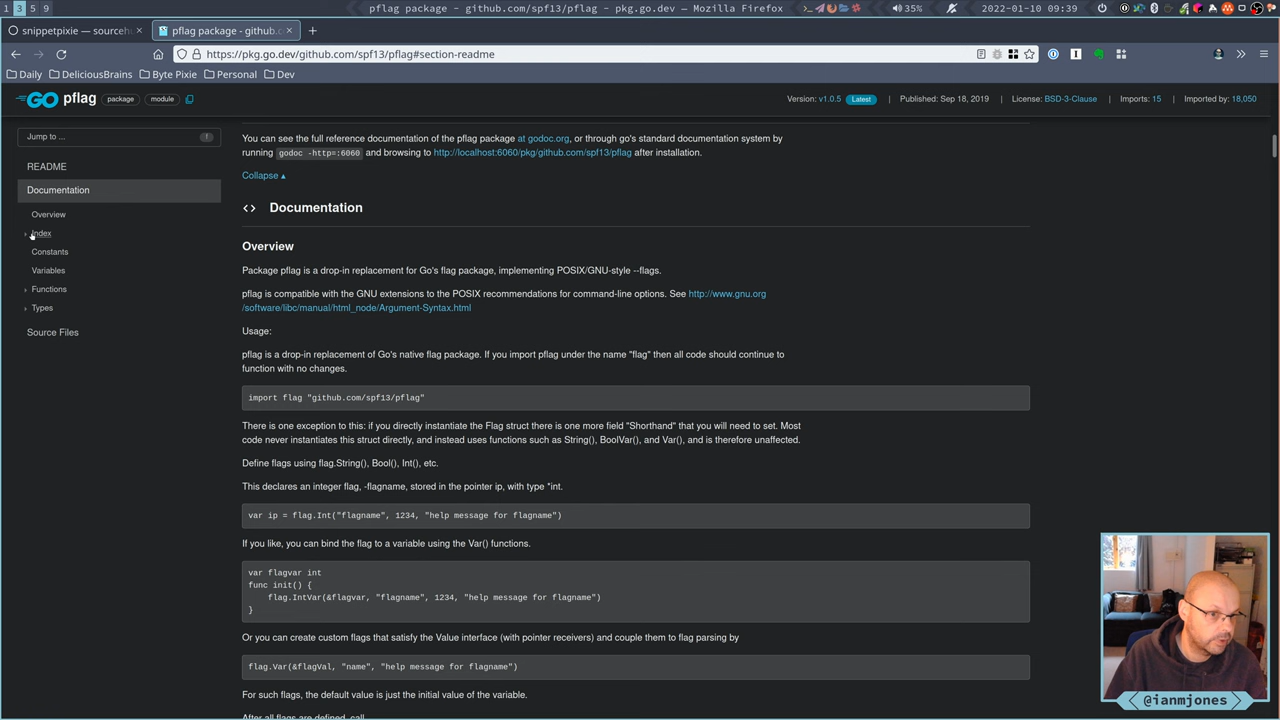 1 3 5 9
pflag package - github.com/spf13/pflag - pkg.go.dev — Mozilla Firefox
35%
2022-01-10 09:39
snippetpixie — sourceh
pflag package - github.c
https://pkg.go.dev/github.com/spf13/pflag#section-readme
Daily
DeliciousBrains
Byte Pixie
Personal
Dev
GO pflag
package
module
Version: v1.0.5
Latest
Published: Sep 18, 2019
License: BSD-3-Clause
Imports: 15
Imported by: 18,050
Jump to ...
README
Documentation
Overview
Index
Constants
Variables
Functions
Types
Source Files
You can see the full reference documentation of the pflag package at godoc.org, or through go's standard documentation system by
running godoc -http=:6060 and browsing to http://localhost:6060/pkg/github.com/spf13/pflag after installation.
Collapse
<> Documentation
Overview
Package pflag is a drop-in replacement for Go's flag package, implementing POSIX/GNU-style --flags.
pflag is compatible with the GNU extensions to the POSIX recommendations for command-line options. See http://www.gnu.org
/software/libc/manual/html_node/Argument-Syntax.html
Usage:
pflag is a drop-in replacement of Go's native flag package. If you import pflag under the name "flag" then all code should continue to
function with no changes.
import flag "github.com/spf13/pflag"
There is one exception to this: if you directly instantiate the Flag struct there is one more field "Shorthand" that you will need to set. Most
code never instantiates this struct directly, and instead uses functions such as String(), BoolVar(), and Var(), and is therefore unaffected.
Define flags using flag.String(), Bool(), Int(), etc.
This declares an integer flag, -flagname, stored in the pointer ip, with type *int.
var ip = flag.Int("flagname", 1234, "help message for flagname")
If you like, you can bind the flag to a variable using the Var() functions.
var flagvar int
func init() {
flag.IntVar(&flagvar, "flagname", 1234, "help message for flagname")
}
Or you can create custom flags that satisfy the Value interface (with pointer receivers) and couple them to flag parsing by
flag.Var(&flagVal, "name", "help message for flagname")
For such flags, the default value is just the initial value of the variable.
After all flags are defined, call
@ianmjones